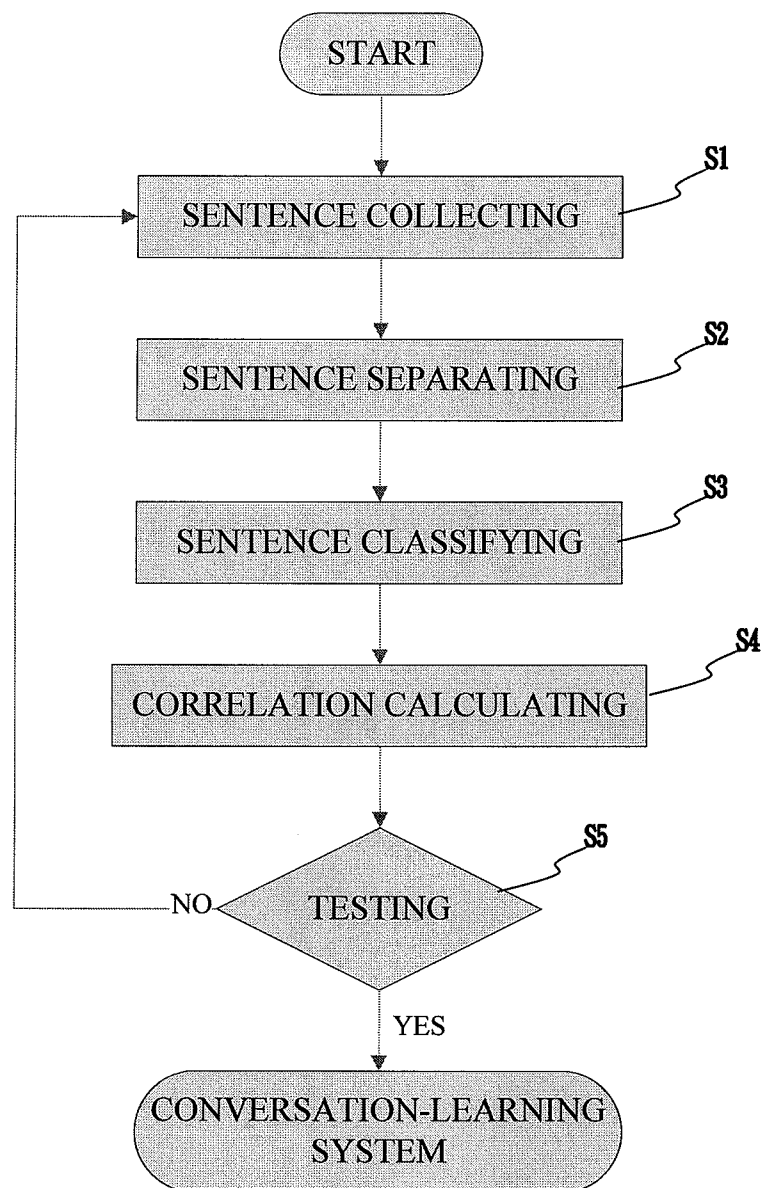 START
S1
SENTENCE COLLECTING
S2
SENTENCE SEPARATING
S3
SENTENCE CLASSIFYING
S4
CORRELATION CALCULATING
S5
TESTING
NO
YES
CONVERSATION-LEARNING
SYSTEM